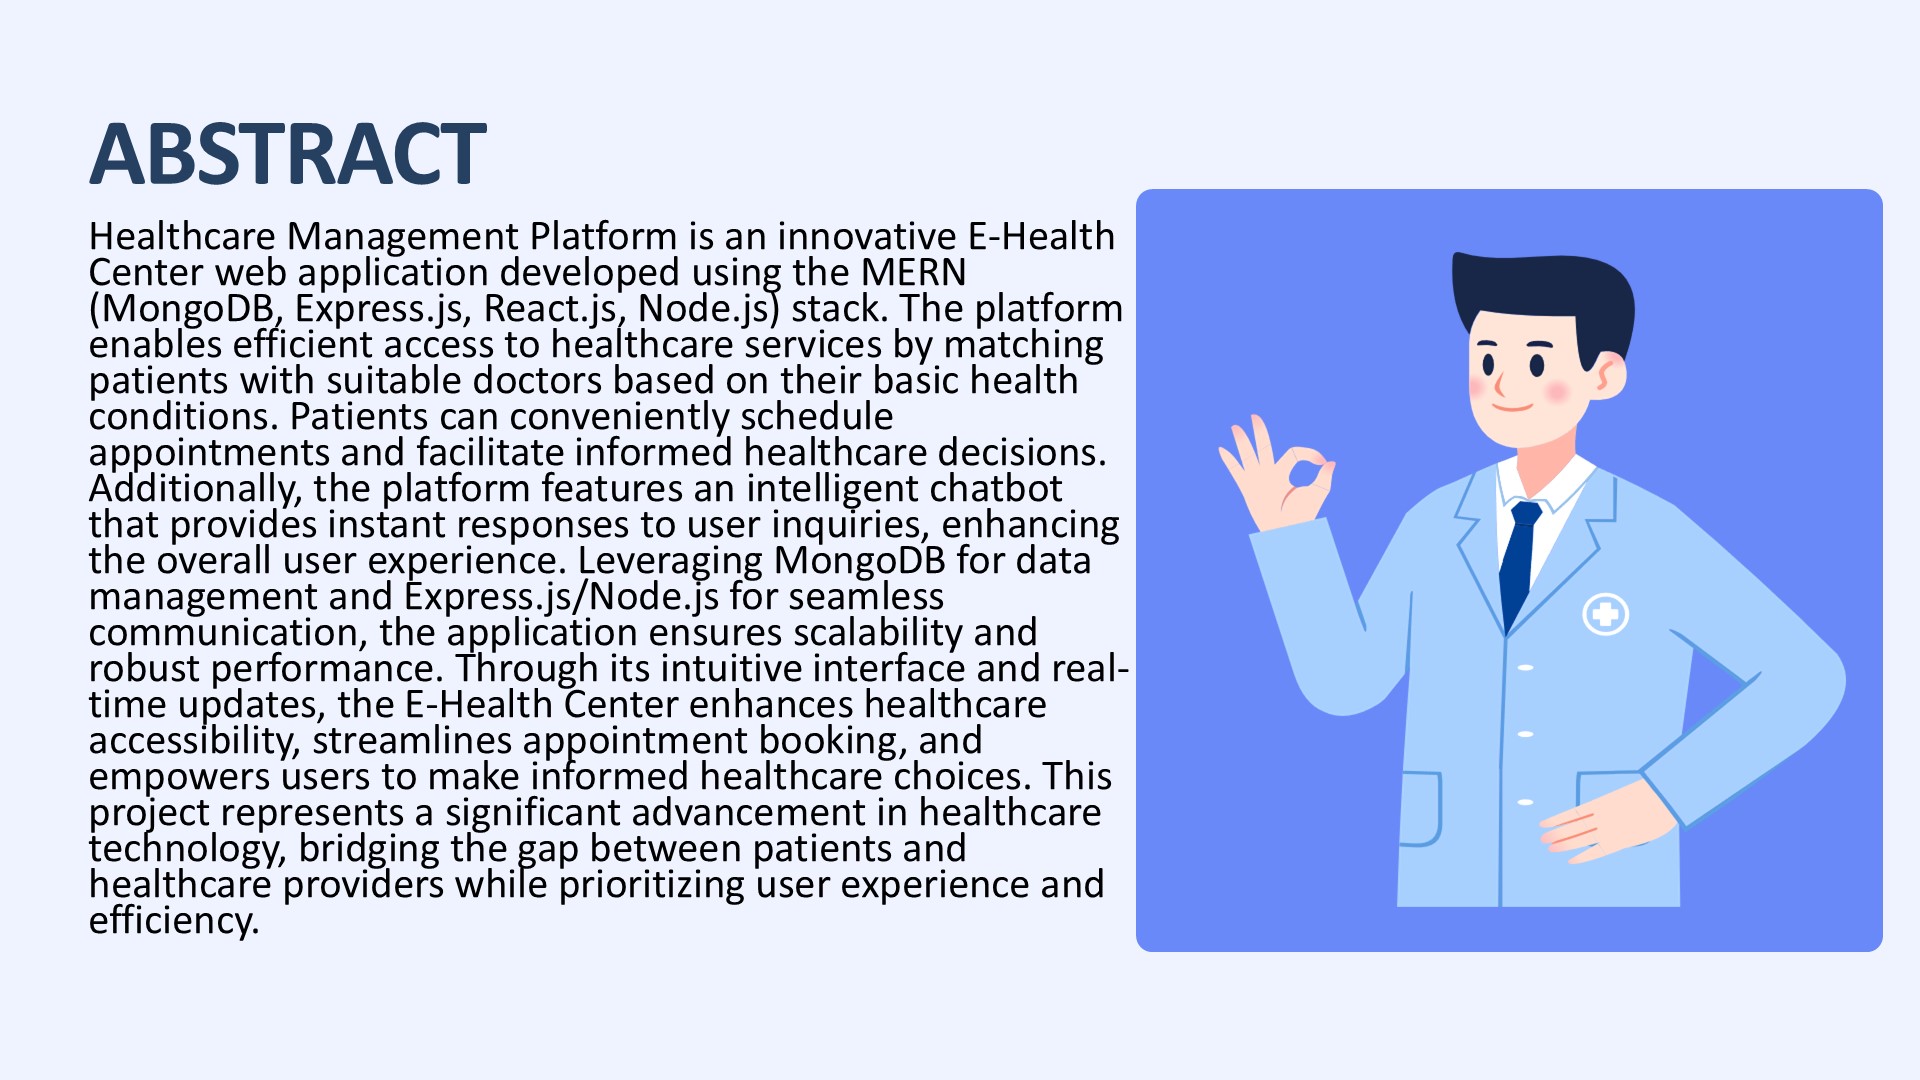 ABSTRACT
Healthcare Management Platform is an innovative E-Health
Center web application developed using the MERN
(MongoDB, Express.js, React.js, Node.js) stack. The platform
enables efficient access to healthcare services by matching
patients with suitable doctors based on their basic health
conditions. Patients can conveniently schedule
appointments and facilitate informed healthcare decisions.
Additionally, the platform features an intelligent chatbot
that provides instant responses to user inquiries, enhancing
the overall user experience. Leveraging MongoDB for data
management and Express.js/Node.js for seamless
communication, the application ensures scalability and
robust performance. Through its intuitive interface and real-
time updates, the E-Health Center enhances healthcare
accessibility, streamlines appointment booking, and
empowers users to make informed healthcare choices. This
project represents a significant advancement in healthcare
technology, bridging the gap between patients and
healthcare providers while prioritizing user experience and
efficiency.